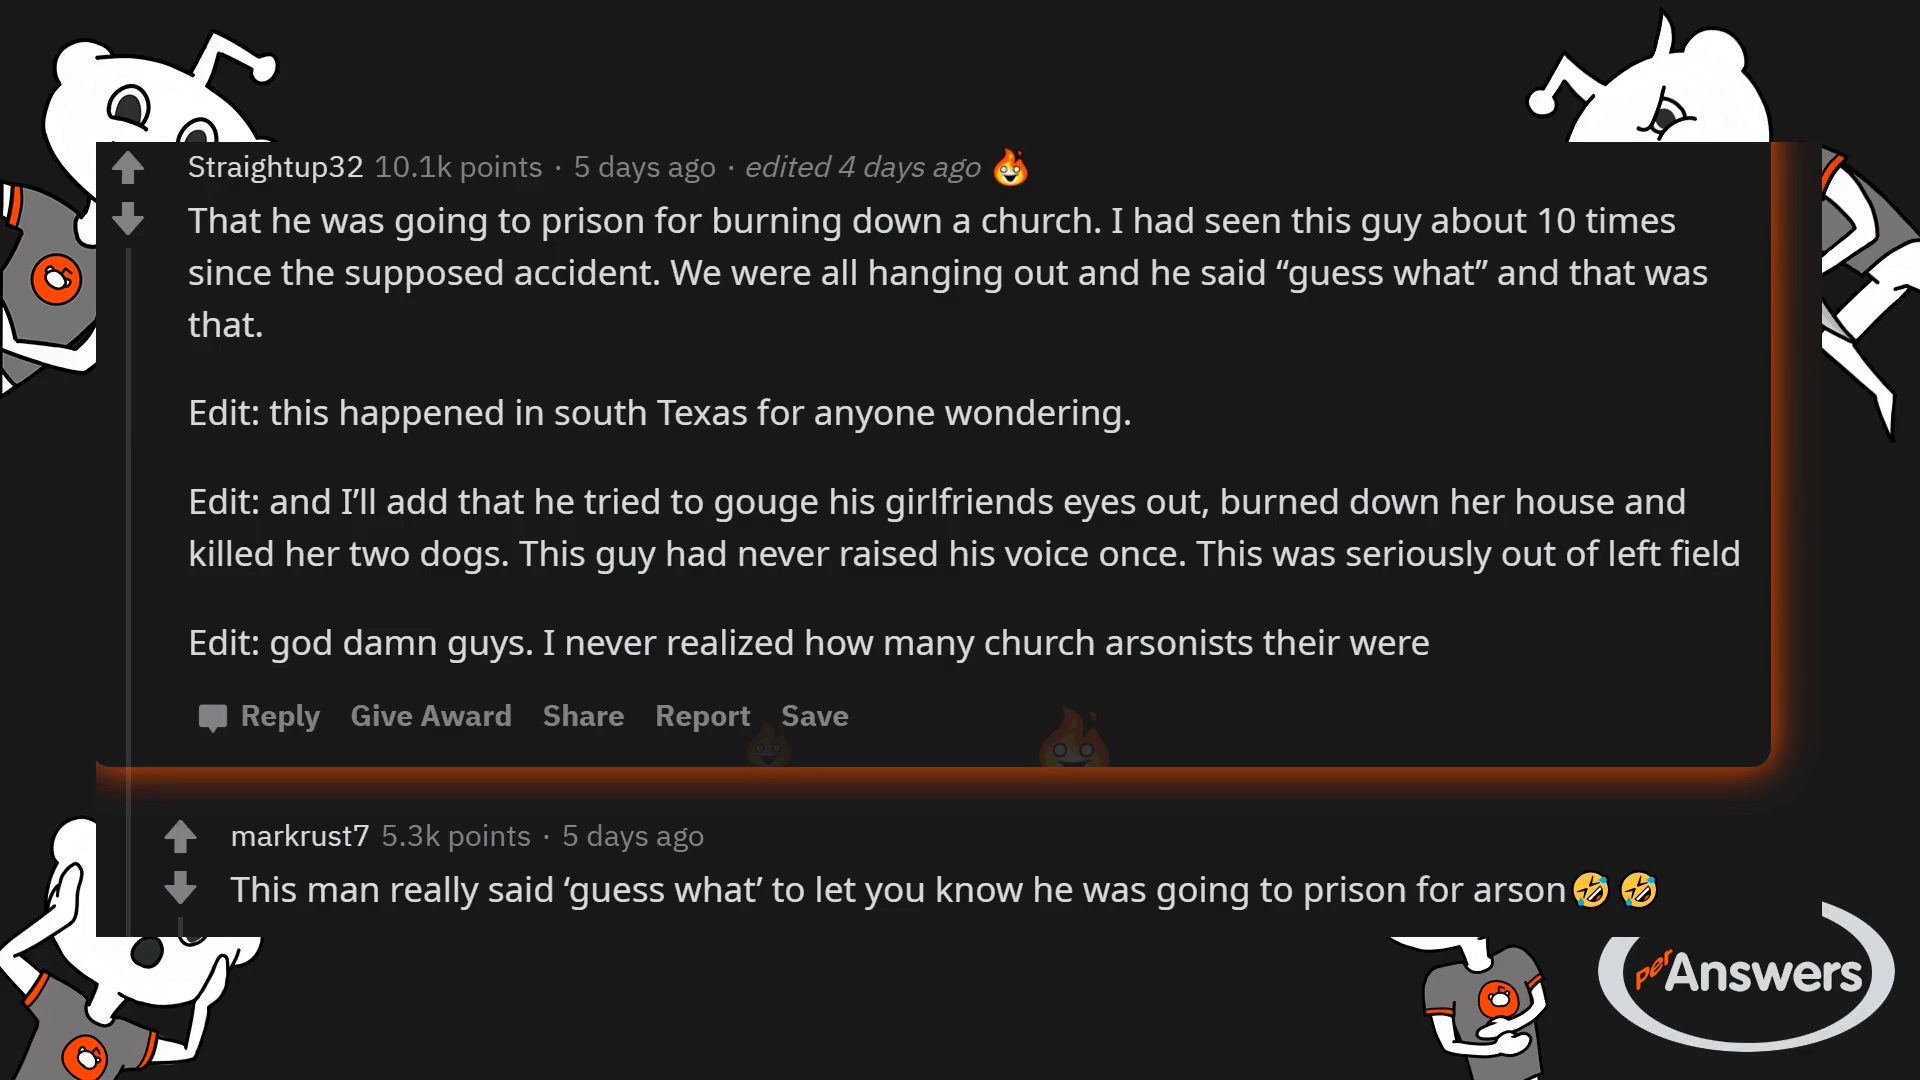 Straightup32 10.1k points · 5 days ago · edited 4 days ago
That he was going to prison for burning down a church. I had seen this guy about 10 times
since the supposed accident. We were all hanging out and he said “guess what” and that was
that.
Edit: this happened in south Texas for anyone wondering.
Edit: and I’ll add that he tried to gouge his girlfriends eyes out, burned down her house and
killed her two dogs. This guy had never raised his voice once. This was seriously out of left field
Edit: god damn guys. I never realized how many church arsonists their were
Reply Give Award Share Report Save
markrust7 5.3k points · 5 days ago
This man really said ‘guess what’ to let you know he was going to prison for arson🤣 🤣
perAnswers